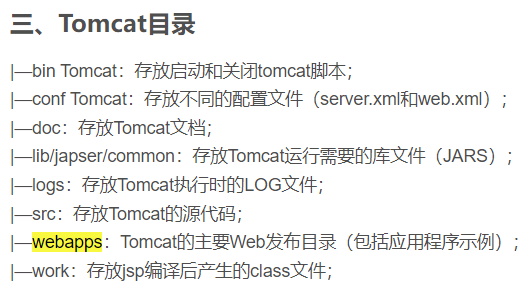 三、Tomcat目录
|—bin Tomcat：存放启动和关闭tomcat脚本；
|—conf Tomcat：存放不同的配置文件（server.xml和web.xml）；
|—doc：存放Tomcat文档；
|—lib/japser/common：存放Tomcat运行需要的库文件（JARS）；
|—logs：存放Tomcat执行时的LOG文件；
|—src：存放Tomcat的源代码；
|—webapps：Tomcat的主要Web发布目录（包括应用程序示例）；
|—work：存放jsp编译后产生的class文件；